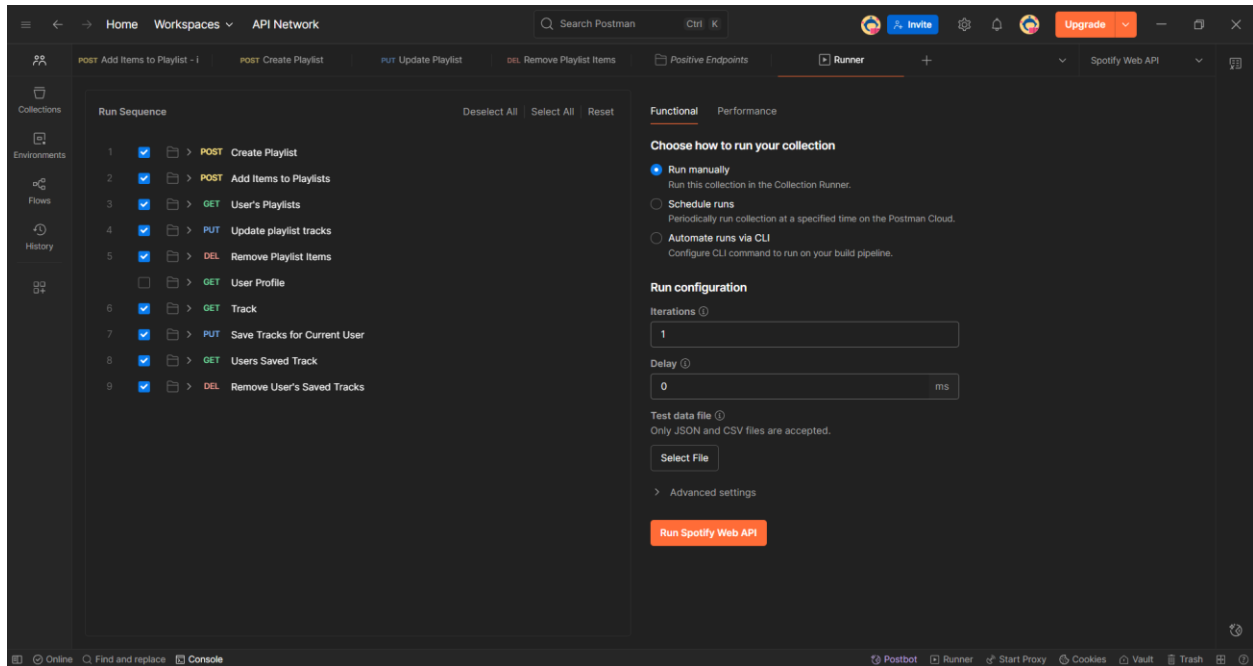 Home Workspaces API Network Search Postman Ctrl K Invite Upgrade
POST Add Items to Playlist - i POST Create Playlist PUT Update Playlist DEL Remove Playlist Items Positive Endpoints Runner Spotify Web API
Collections
Environments
Flows
History
Run Sequence Deselect All Select All Reset
1 POST Create Playlist
2 POST Add Items to Playlists
3 GET User's Playlists
4 PUT Update playlist tracks
5 DEL Remove Playlist Items
GET User Profile
6 GET Track
7 PUT Save Tracks for Current User
8 GET Users Saved Track
9 DEL Remove User's Saved Tracks
Functional Performance
Choose how to run your collection
Run manually
Run this collection in the Collection Runner.
Schedule runs
Periodically run collection at a specified time on the Postman Cloud.
Automate runs via CLI
Configure CLI command to run on your build pipeline.
Run configuration
Iterations
1
Delay
0 ms
Test data file
Only JSON and CSV files are accepted.
Select File
Advanced settings
Run Spotify Web API
Online Find and replace Console Postbot Runner Start Proxy Cookies Vault Trash